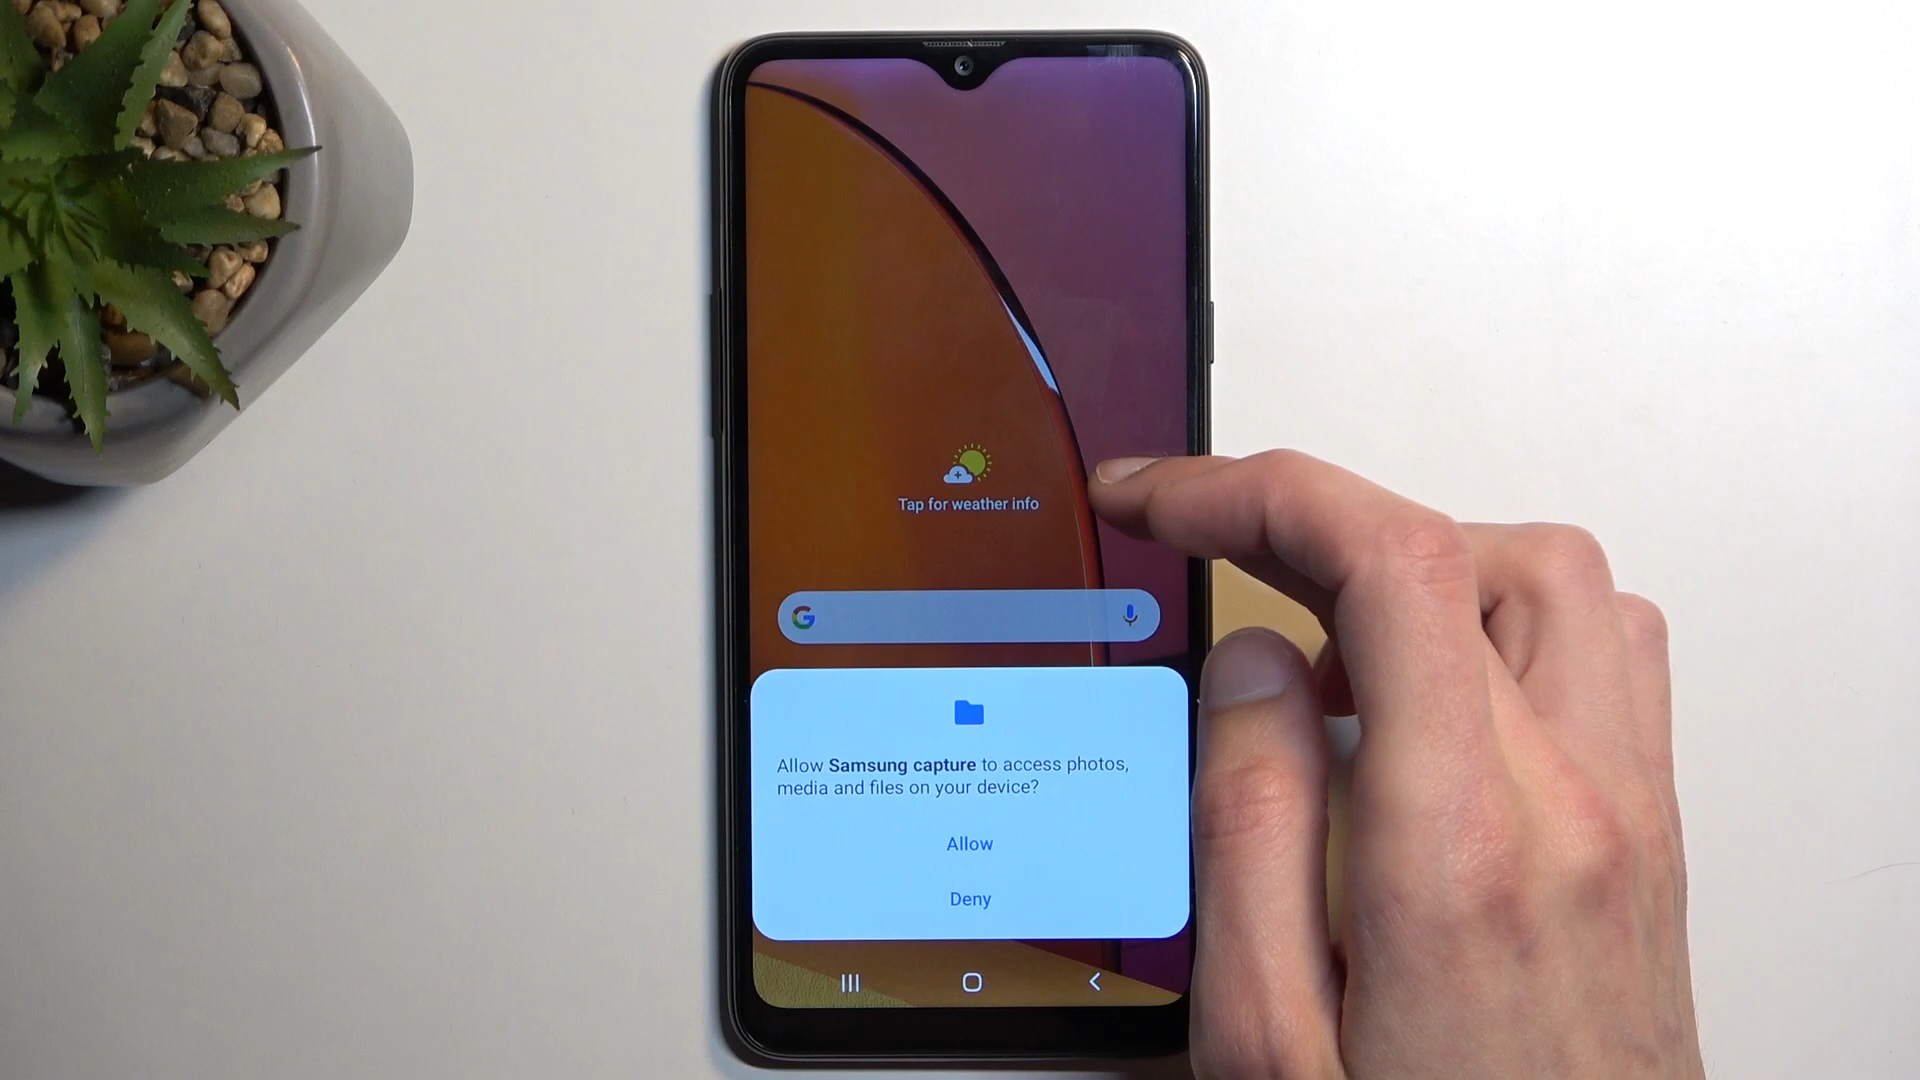 Tap for weather info
G
Allow Samsung capture to access photos,
media and files on your device?
Allow
Deny